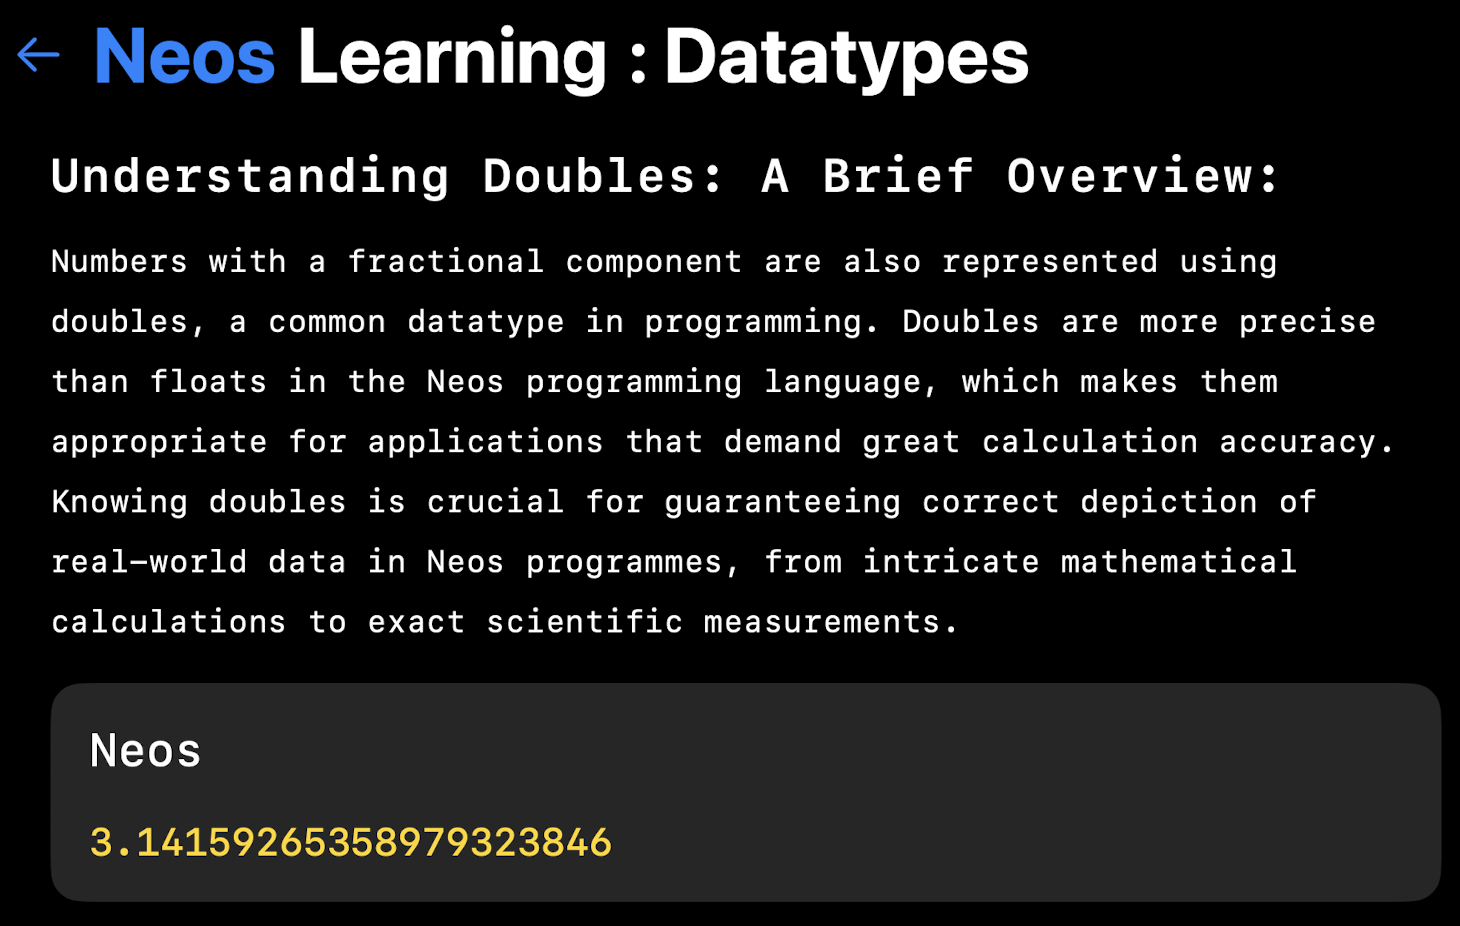 ← Neos Learning : Datatypes
Understanding Doubles: A Brief Overview:
Numbers with a fractional component are also represented using
doubles, a common datatype in programming. Doubles are more precise
than floats in the Neos programming language, which makes them
appropriate for applications that demand great calculation accuracy.
Knowing doubles is crucial for guaranteeing correct depiction of
real-world data in Neos programmes, from intricate mathematical
calculations to exact scientific measurements.
Neos
3.14159265358979323846